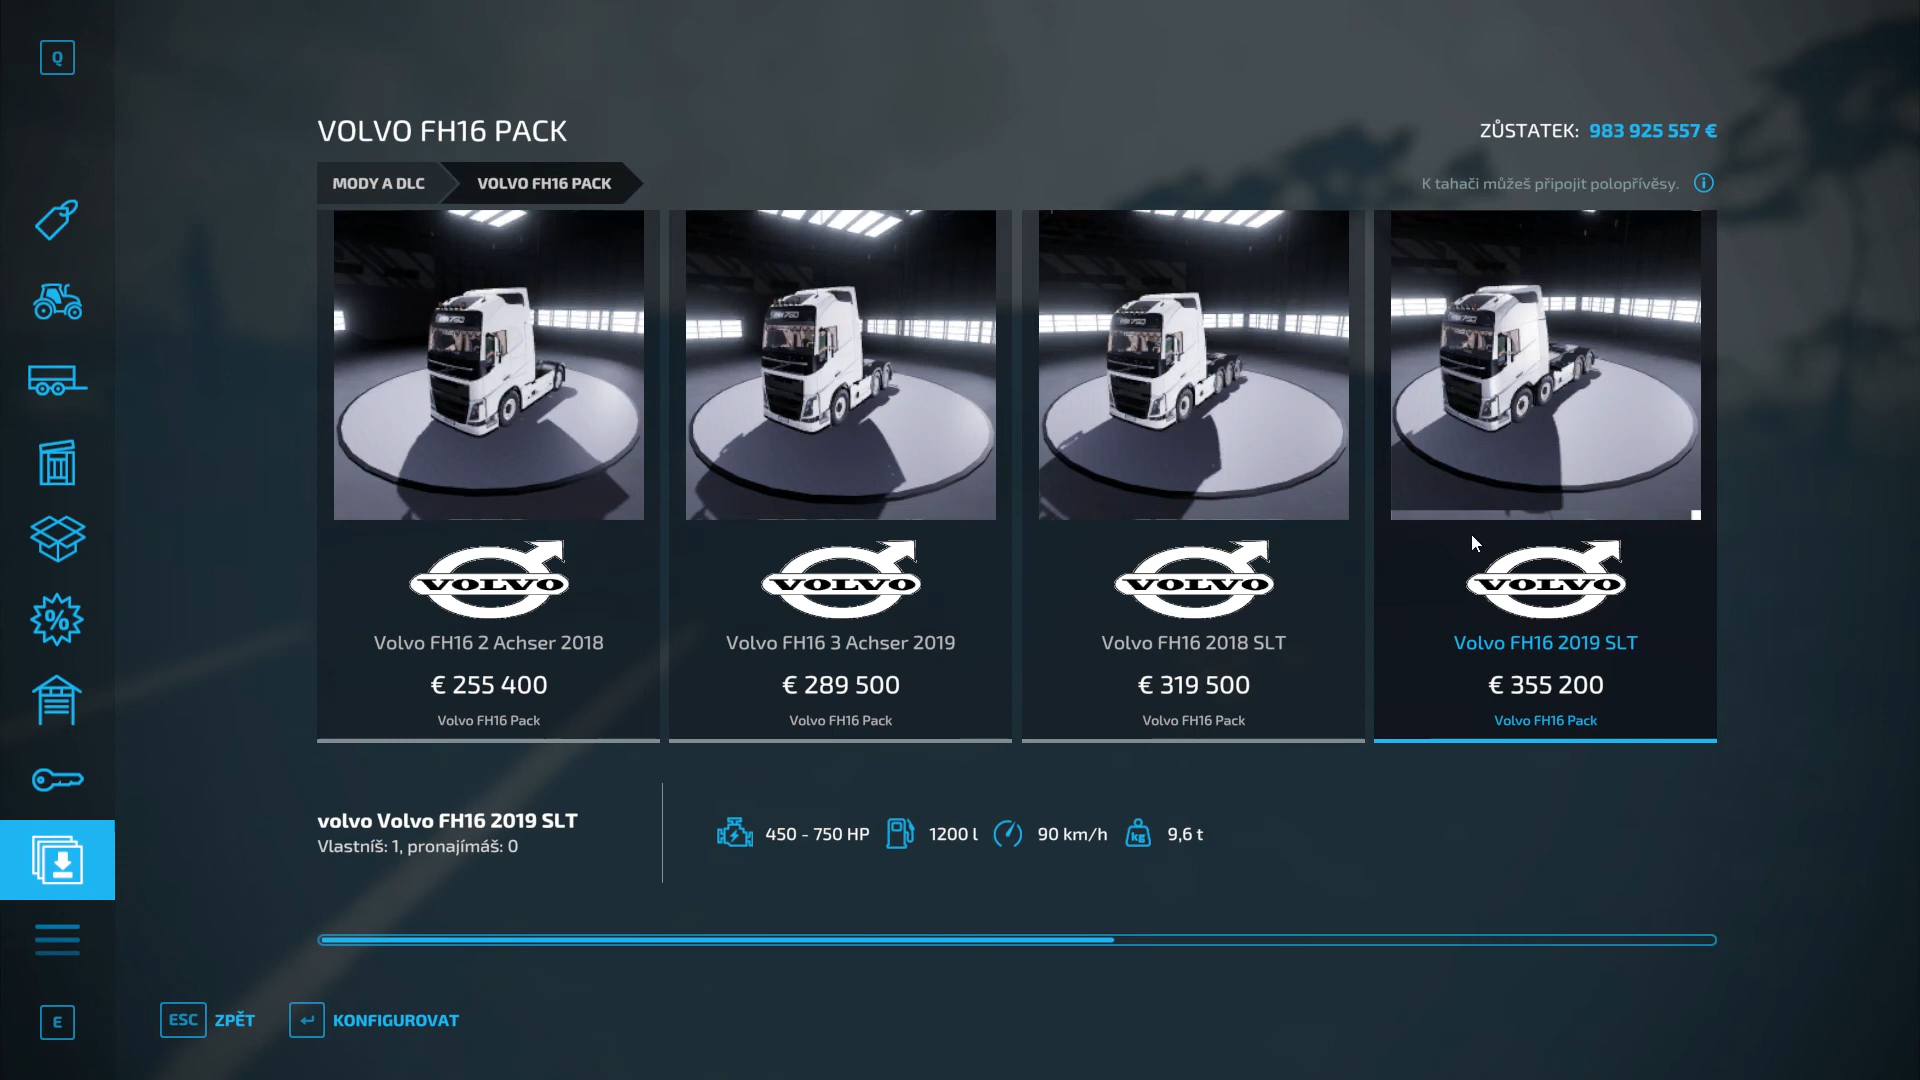 Q
VOLVO FH16 PACK
ZŮSTATEK: 983 925 557 €
MODY A DLC
VOLVO FH16 PACK
K tahači můžeš připojit polopřívěsy.
VOLVO
VOLVO
VOLVO
VOLVO
Volvo FH16 2 Achser 2018
Volvo FH16 3 Achser 2019
Volvo FH16 2018 SLT
Volvo FH16 2019 SLT
€ 255 400
€ 289 500
€ 319 500
€ 355 200
Volvo FH16 Pack
Volvo FH16 Pack
Volvo FH16 Pack
Volvo FH16 Pack
volvo Volvo FH16 2019 SLT
Vlastníš: 1, pronajímáš: 0
450 - 750 HP
1200 l
90 km/h
kg
9,6 t
E
ESC ZPĚT
KONFIGUROVAT